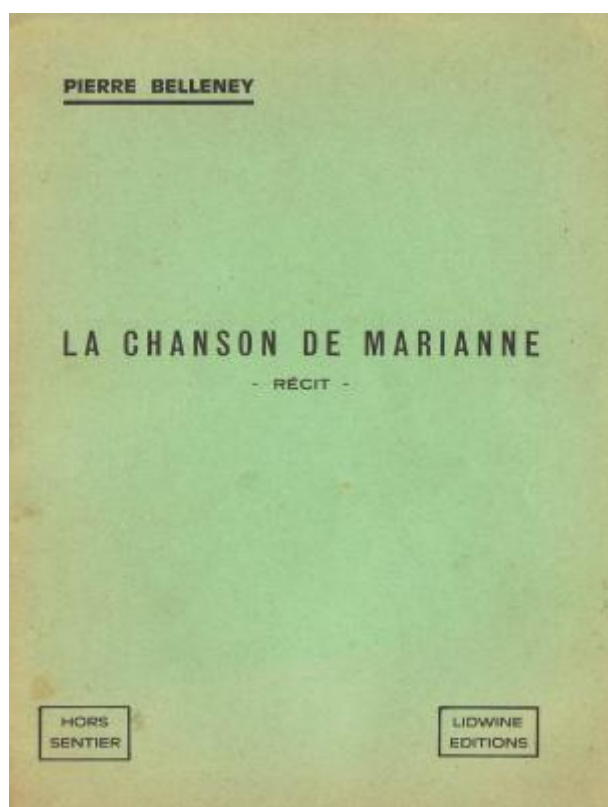 PIERRE BELLENEY
LA CHANSON DE MARIANNE
- RÉCIT -
HORS
SENTIER
LIDWINE
EDITIONS